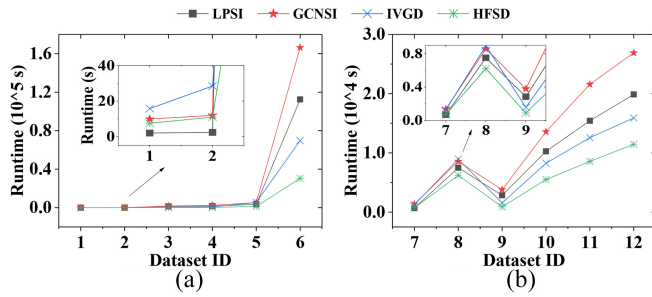 LPSI GCNSI IVGD HFSD
(a)
Runtime (10^5 s)
1.6
1.2
0.8
0.4
0.0
1 2 3 4 5 6
Dataset ID
Runtime (s)
40
20
0
1 2
(b)
Runtime (10^4 s)
3.0
2.0
1.0
0.0
7 8 9 10 11 12
Dataset ID
0.8
0.4
0.0
7 8 9
(a)
(b)